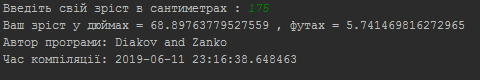 Введіть свій зріст в сантиметрах : 175
Ваш зріст у дюймах = 68.89763779527559 , футах = 5.741469816272965
Автор програми: Diakov and Zanko
Час компіляції: 2019-06-11 23:16:38.648463